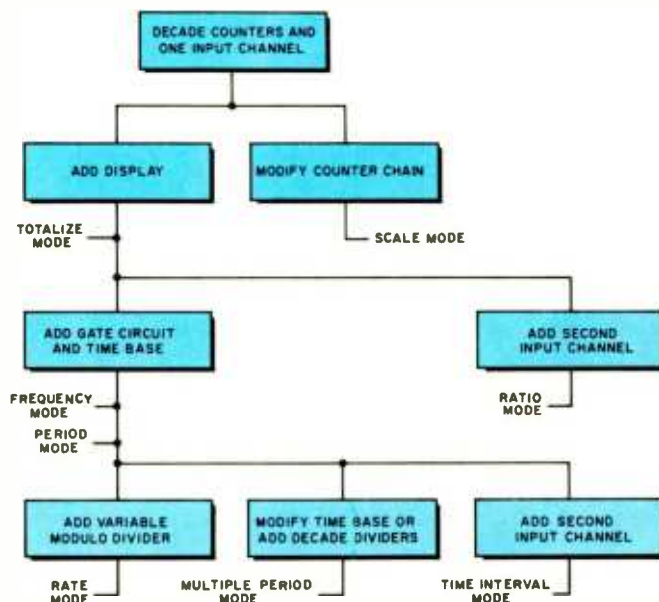 DECADE COUNTERS AND
ONE INPUT CHANNEL
ADD DISPLAY
MODIFY COUNTER CHAIN
TOTALIZE
MODE
SCALE MODE
ADD GATE CIRCUIT
AND TIME BASE
ADD SECOND
INPUT CHANNEL
FREQUENCY
MODE
RATIO
MODE
PERIOD
MODE
ADD VARIABLE
MODULO DIVIDER
MODIFY TIME BASE OR
ADD DECADE DIVIDERS
ADD SECOND
INPUT CHANNEL
RATE
MODE
MULTIPLE PERIOD
MODE
TIME INTERVAL
MODE